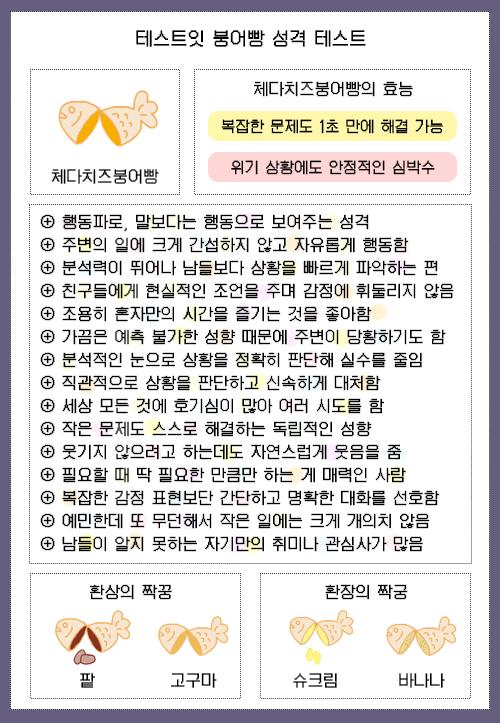 테스트잇 붕어빵 성격 테스트
체다치즈붕어빵
체다치즈붕어빵의 효능
복잡한 문제도 1초 만에 해결 가능
위기 상황에도 안정적인 심박수
⊕ 행동파로, 말보다는 행동으로 보여주는 성격
⊕ 주변의 일에 크게 간섭하지 않고 자유롭게 행동함
⊕ 분석력이 뛰어나 남들보다 상황을 빠르게 파악하는 편
⊕ 친구들에게 현실적인 조언을 주며 감정에 휘둘리지 않음
⊕ 조용히 혼자만의 시간을 즐기는 것을 좋아함
⊕ 가끔은 예측 불가한 성향 때문에 주변이 당황하기도 함
⊕ 분석적인 눈으로 상황을 정확히 판단해 실수를 줄임
⊕ 직관적으로 상황을 판단하고 신속하게 대처함
⊕ 세상 모든 것에 호기심이 많아 여러 시도를 함
⊕ 작은 문제도 스스로 해결하는 독립적인 성향
⊕ 웃기지 않으려고 하는데도 자연스럽게 웃음을 줌
⊕ 필요할 때 딱 필요한 만큼만 하는 게 매력인 사람
⊕ 복잡한 감정 표현보단 간단하고 명확한 대화를 선호함
⊕ 예민한데 또 무던해서 작은 일에는 크게 개의치 않음
⊕ 남들이 알지 못하는 자기만의 취미나 관심사가 많음
환상의 짝꿍
팥
고구마
환장의 짝궁
슈크림
바나나